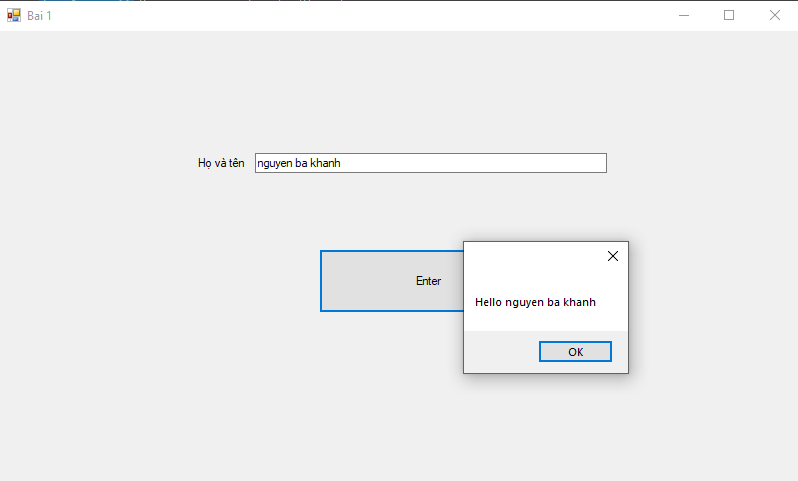 Bai 1
Họ và tên
nguyen ba khanh
Enter
Hello nguyen ba khanh
OK